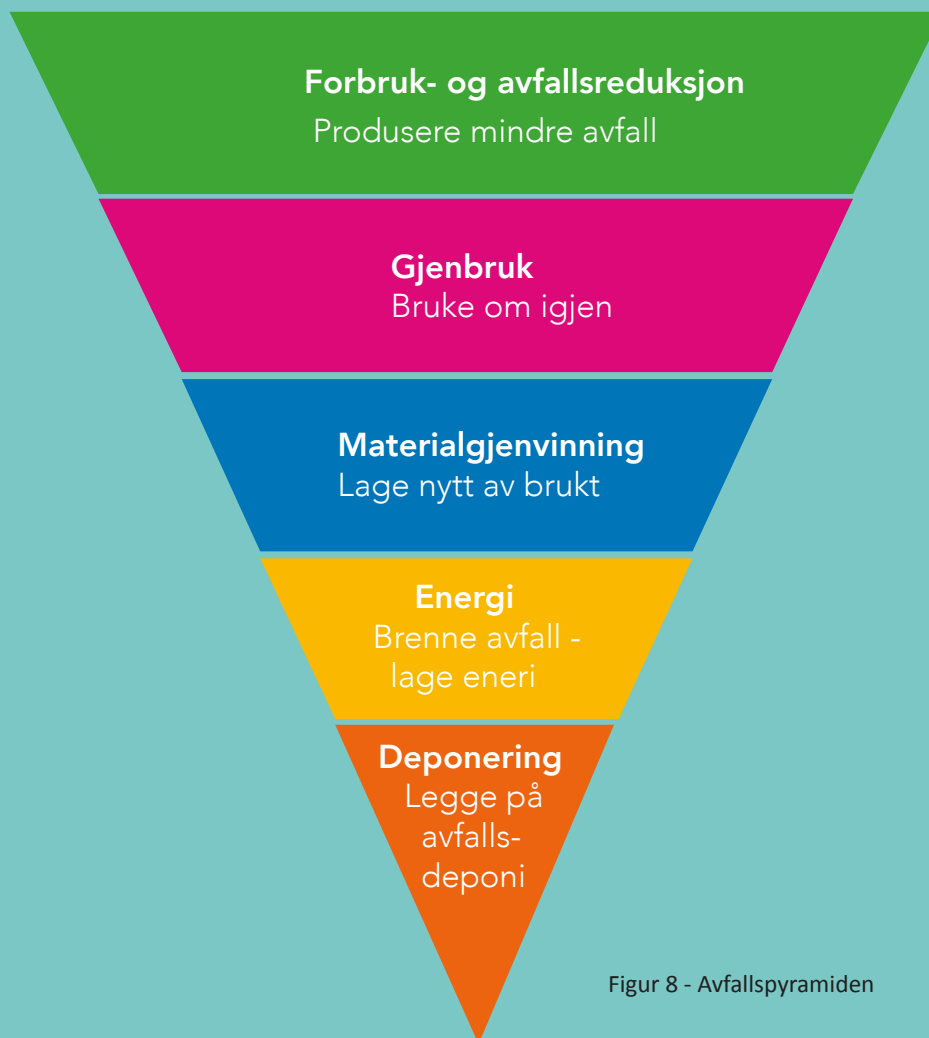 Forbruk- og avfallsreduksjon
Produsere mindre avfall
Gjenbruk
Bruke om igjen
Materialgjenvinning
Lage nytt av brukt
Energi
Brenne avfall -
lage eneri
Deponering
Legge på
avfalls-
deponi
Figur 8 - Avfallspyramiden